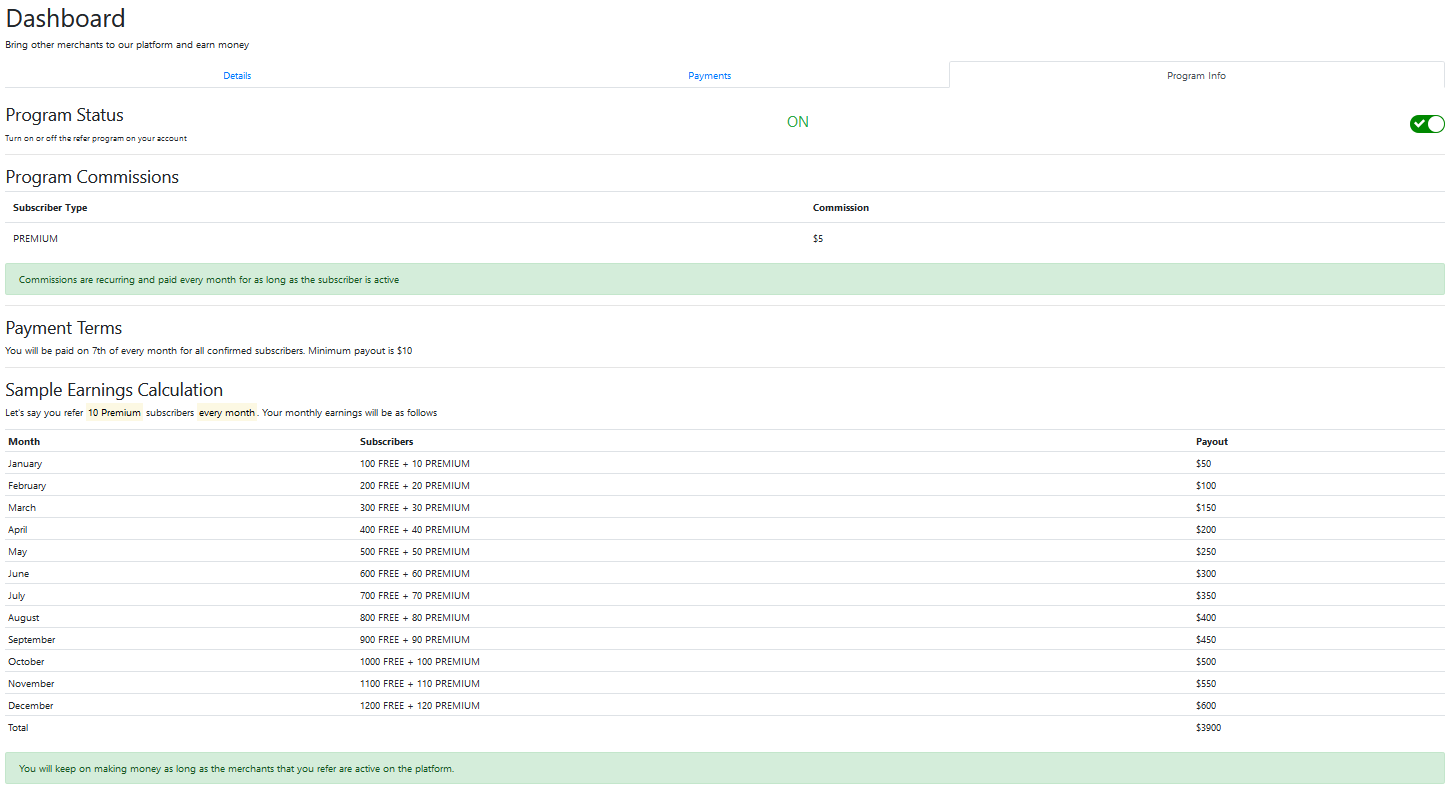 Dashboard
Bring other merchants to our platform and earn money
Details Payments Program Info
Program Status
ON
Turn on or off the refer program on your account
Program Commissions
Subscriber Type Commission
PREMIUM $5
Commissions are recurring and paid every month for as long as the subscriber is active
Payment Terms
You will be paid on 7th of every month for all confirmed subscribers. Minimum payout is $10
Sample Earnings Calculation
Let's say you refer 10 Premium subscribers every month. Your monthly earnings will be as follows
Month Subscribers Payout
January 100 FREE + 10 PREMIUM $50
February 200 FREE + 20 PREMIUM $100
March 300 FREE + 30 PREMIUM $150
April 400 FREE + 40 PREMIUM $200
May 500 FREE + 50 PREMIUM $250
June 600 FREE + 60 PREMIUM $300
July 700 FREE + 70 PREMIUM $350
August 800 FREE + 80 PREMIUM $400
September 900 FREE + 90 PREMIUM $450
October 1000 FREE + 100 PREMIUM $500
November 1100 FREE + 110 PREMIUM $550
December 1200 FREE + 120 PREMIUM $600
Total $3900
You will keep on making money as long as the merchants that you refer are active on the platform.